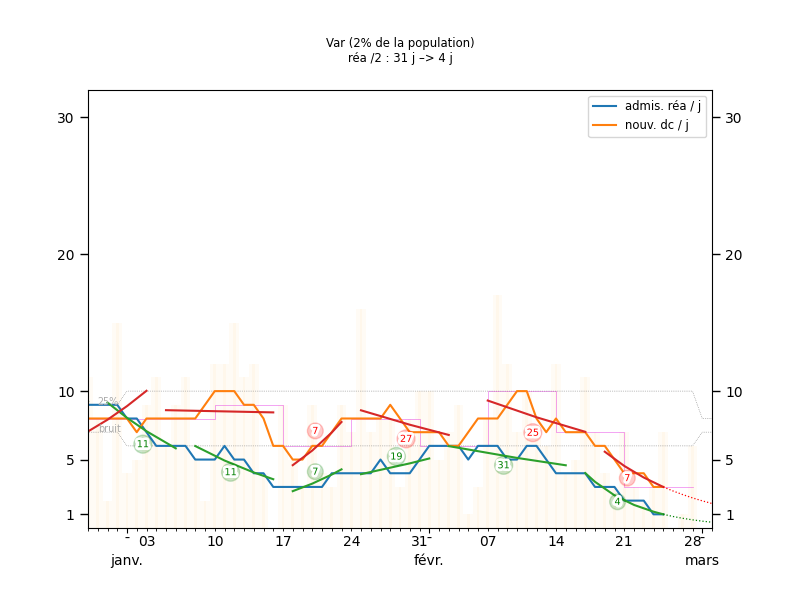 Var (2% de la population)
réa /2 : 31 j –> 4 j
admis. réa / j
nouv. dc / j
30 30
20 20
10 10
25%
bruit
5 5
1 1
11 11 7 7 27 19 31 25 7 4
03 10 17 24 31 07 14 21 28
janv. févr. mars